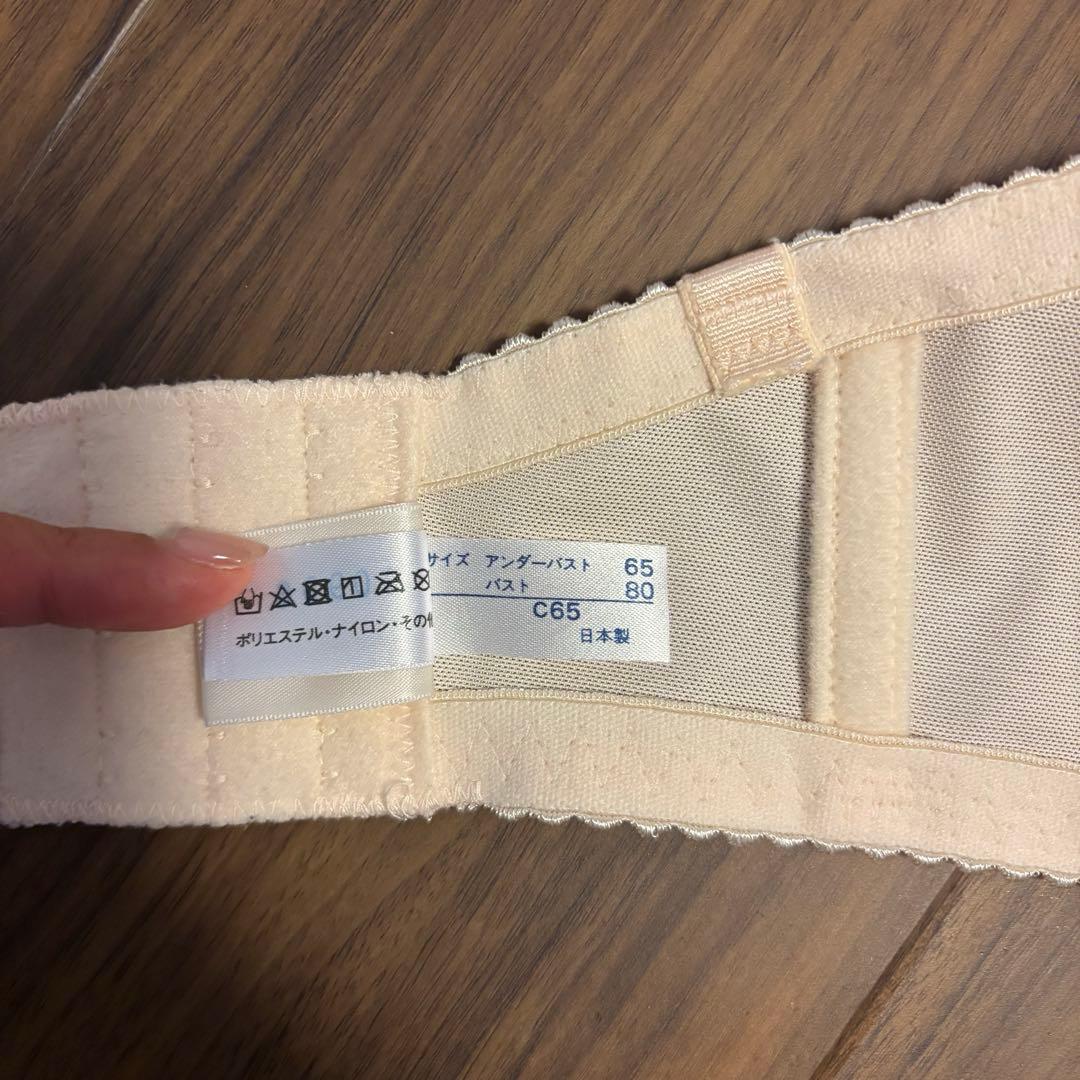 サイズ アンダーバスト 65
バスト 80
C65
日本製
ポリエステル・ナイロン・その他